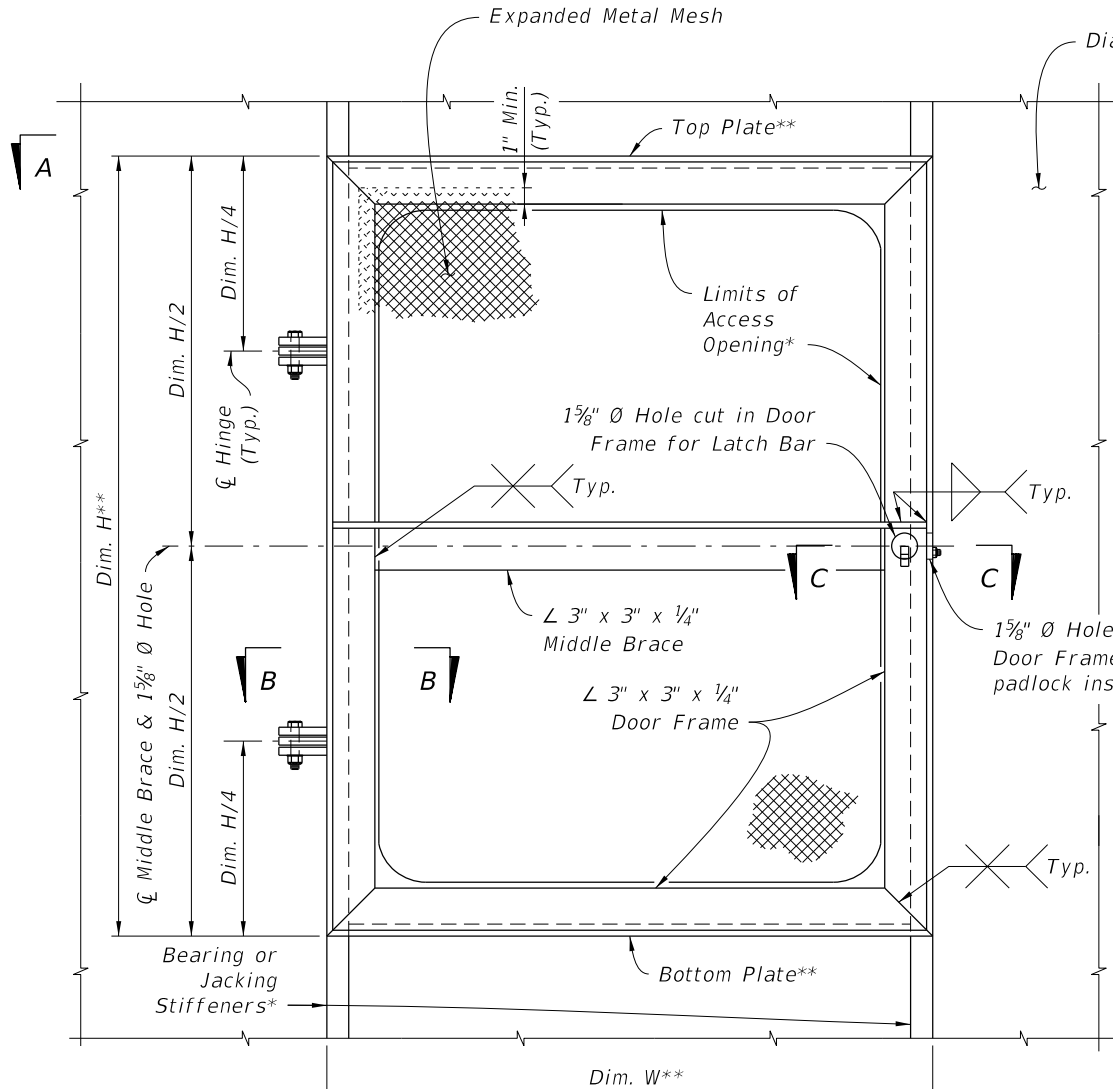 Expanded Metal Mesh
Dia
A
1" Min.
(Typ.)
Top Plate**
Dim. H/4
Dim. H/2
Dim. H**
℄ Hinge
(Typ.)
Limits of
Access
Opening*
1⅝" Ø Hole cut in Door
Frame for Latch Bar
Typ.
Typ.
C
C
∠ 3" x 3" x ¼"
Middle Brace
1⅝" Ø Hole
Door Frame
padlock ins
B
B
∠ 3" x 3" x ¼"
Door Frame
℄ Middle Brace & 1⅝" Ø Hole
Dim. H/2
Dim. H/4
Typ.
Bearing or
Jacking
Stiffeners*
Bottom Plate**
Dim. W**